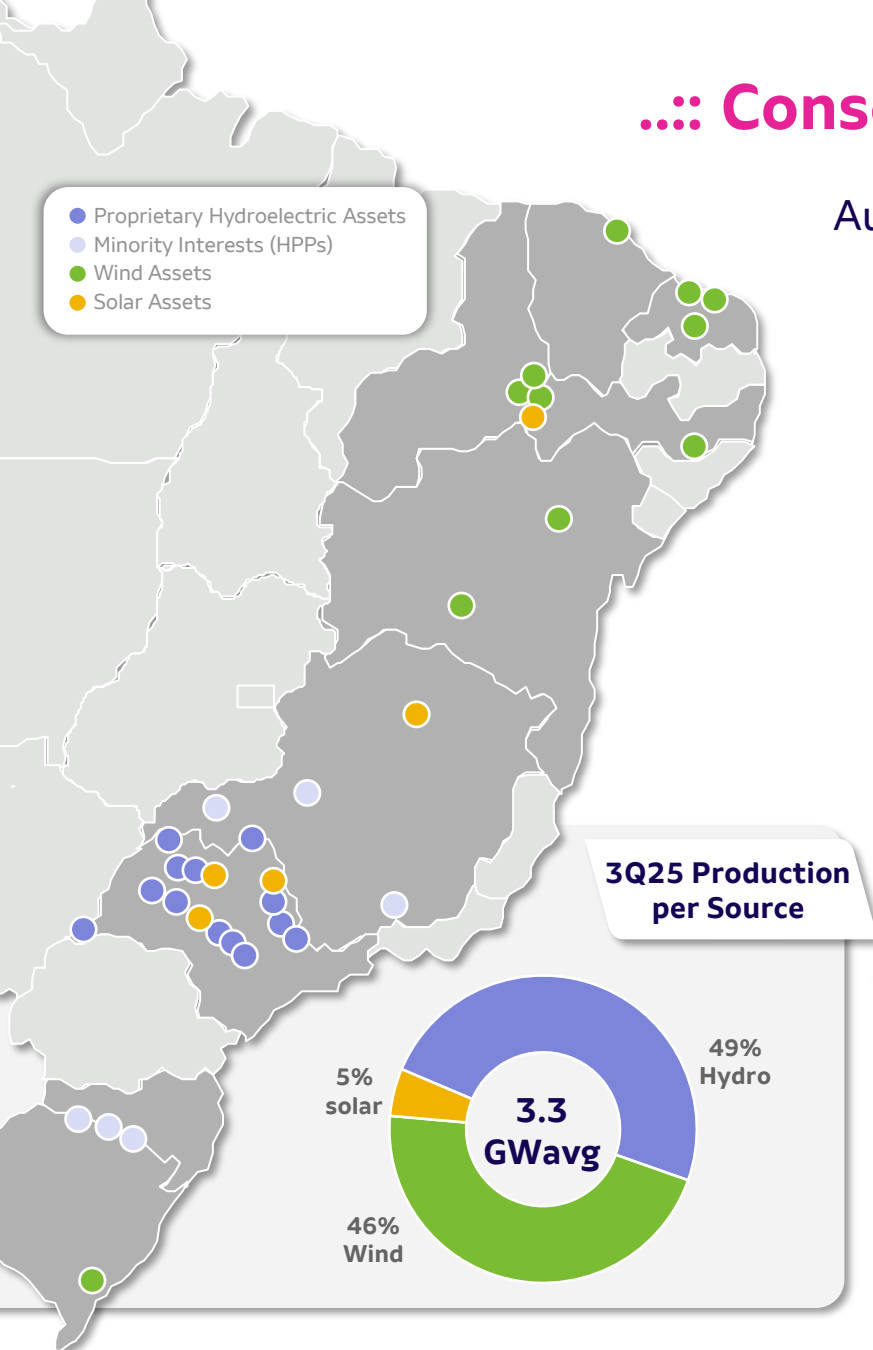 ..:: Cons
Au
Proprietary Hydroelectric Assets
Minority Interests (HPPs)
Wind Assets
Solar Assets
3Q25 Production
per Source
49%
Hydro
5%
solar
3.3
GWavg
46%
Wind